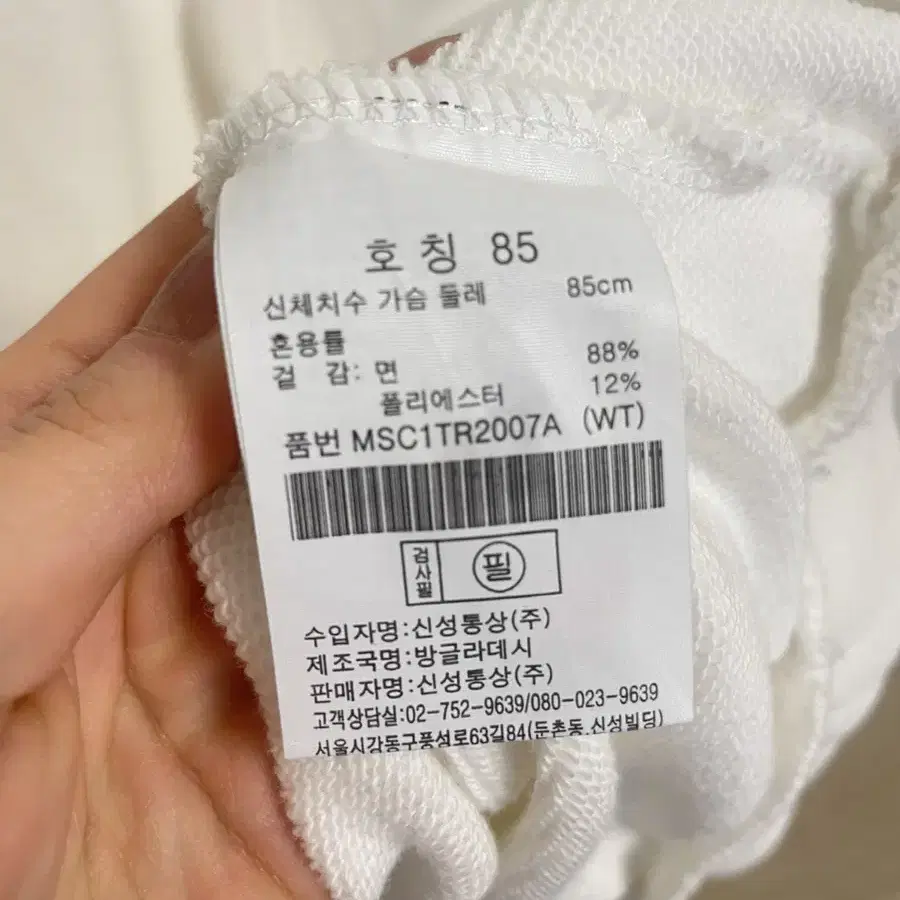 호 칭 85
신체치수 가슴 둘레 85cm
혼용률
겉 감: 면 88%
폴리에스터 12%
품번 MSC1TR2007A (WT)
검사필 필
수입자명:신성통상(주)
제조국명:방글라데시
판매자명:신성통상(주)
고객상담실:02-752-9639/080-023-9639
서울시강동구풍성로63길84(둔촌동,신성빌딩)